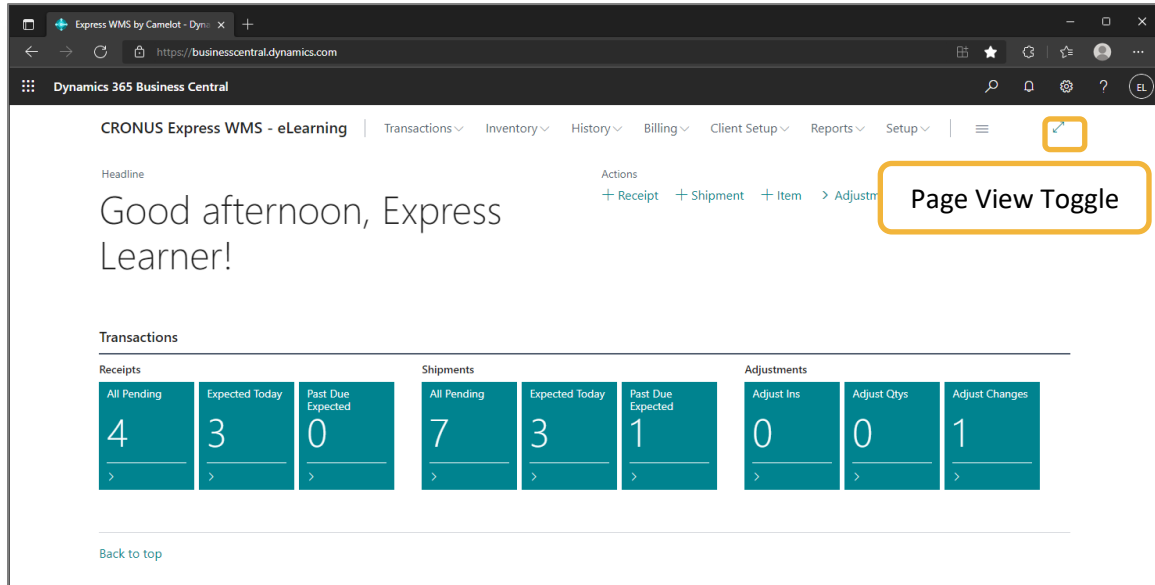 Express WMS by Camelot - Dyna
https://businesscentral.dynamics.com
Dynamics 365 Business Central
EL
CRONUS Express WMS - eLearning
Transactions Inventory History Billing Client Setup Reports Setup
Headline
Good afternoon, Express
Learner!
Actions
+ Receipt + Shipment + Item > Adjustm
Page View Toggle
Transactions
Receipts
All Pending
4
Expected Today
3
Past Due
Expected
0
Shipments
All Pending
7
Expected Today
3
Past Due
Expected
1
Adjustments
Adjust Ins
0
Adjust Qtys
0
Adjust Changes
1
Back to top